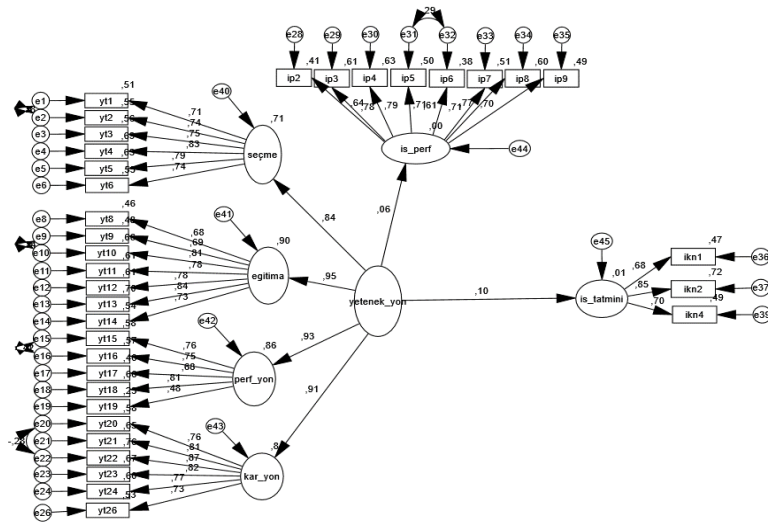 ,29
e28 e29 e30 e31 e32 e33 e34 e35
,41 ,61 ,63 ,50 ,38 ,51 ,60 ,49
ip2 ip3 ip4 ip5 ip6 ip7 ip8 ip9
,64 ,78 ,79 ,71 ,61 ,71 ,77 ,70
,00
is_perf
e44
,06
,51
e1 yt1
e2 yt2
e3 yt3
e4 yt4
e5 yt5
e6 yt6
,71
,74
,75
,83
,79
,74
e40
,71
seçme
,84
,46
e8 yt8
e9 yt9
e10 yt10
e11 yt11
e12 yt12
e13 yt13
e14 yt14
,68
,69
,81
,78
,78
,84
,73
e41
,90
egitima
,95
yetenek_yon
,10
e45
,01
is_tatmini
,68
,85
,70
,47
ikn1 e36
,72
ikn2 e37
,49
ikn4 e39
e15 yt15
e16 yt16
e17 yt17
e18 yt18
e19 yt19
,76
,75
,68
,81
,48
e42
,86
perf_yon
,93
,91
-,28
e20 yt20
e21 yt21
e22 yt22
e23 yt23
e24 yt24
e26 yt26
,76
,81
,87
,82
,77
,73
e43
kar_yon